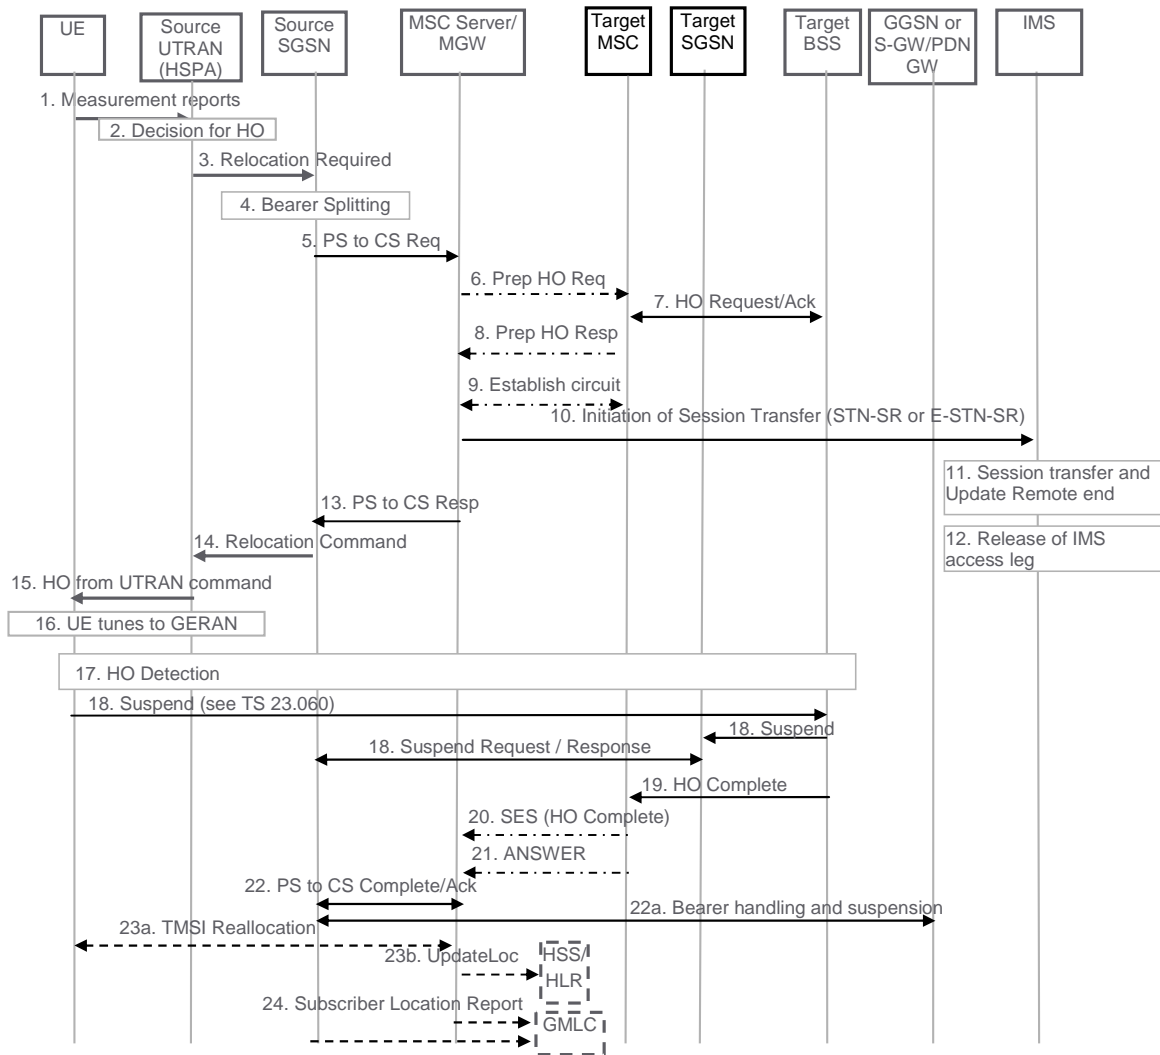 UE
Source
UTRAN
(HSPA)
Source
SGSN
MSC Server/
MGW
Target
MSC
Target
SGSN
Target
BSS
GGSN or
S-GW/PDN
GW
IMS
1. Measurement reports
2. Decision for HO
3. Relocation Required
4. Bearer Splitting
5. PS to CS Req
6. Prep HO Req
7. HO Request/Ack
8. Prep HO Resp
9. Establish circuit
10. Initiation of Session Transfer (STN-SR or E-STN-SR)
11. Session transfer and
Update Remote end
13. PS to CS Resp
12. Release of IMS
access leg
14. Relocation Command
15. HO from UTRAN command
16. UE tunes to GERAN
17. HO Detection
18. Suspend (see TS 23.060)
18. Suspend
18. Suspend Request / Response
19. HO Complete
20. SES (HO Complete)
21. ANSWER
22. PS to CS Complete/Ack
22a. Bearer handling and suspension
23a. TMSI Reallocation
23b. UpdateLoc
HSS/
HLR
24. Subscriber Location Report
GMLC